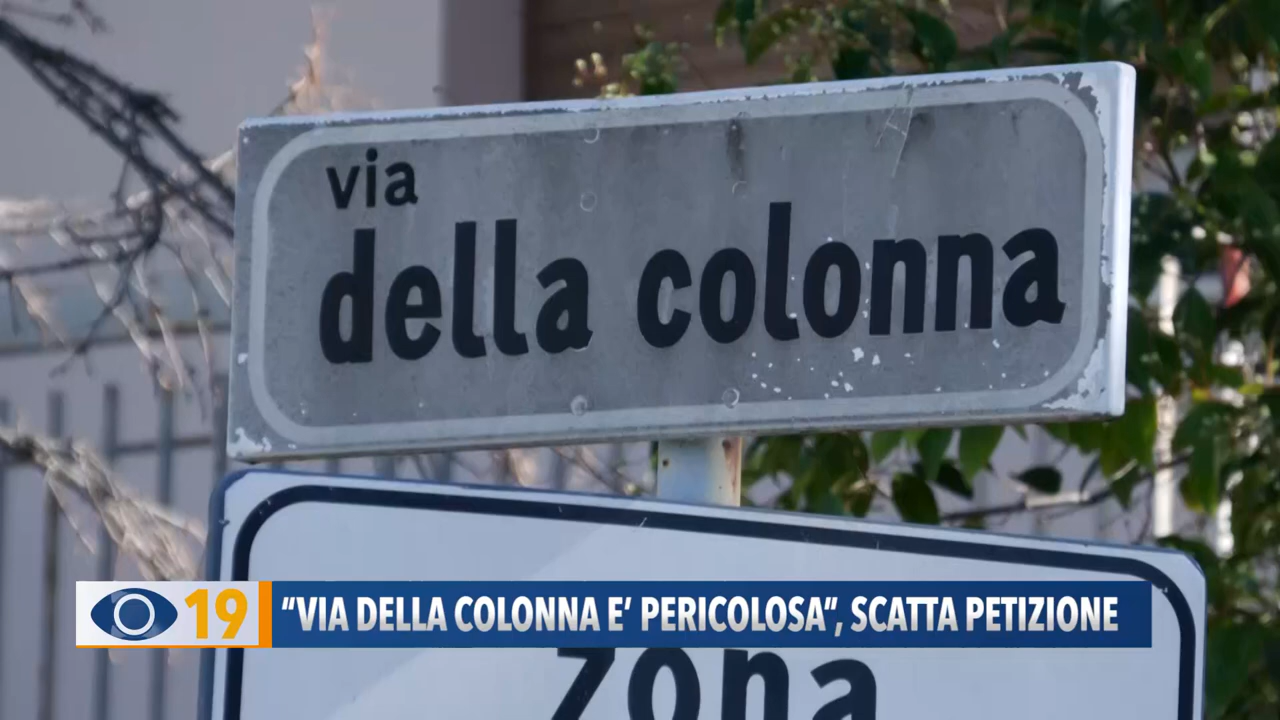 via
della colonna
19 "VIA DELLA COLONNA E' PERICOLOSA", SCATTA PETIZIONE
zona